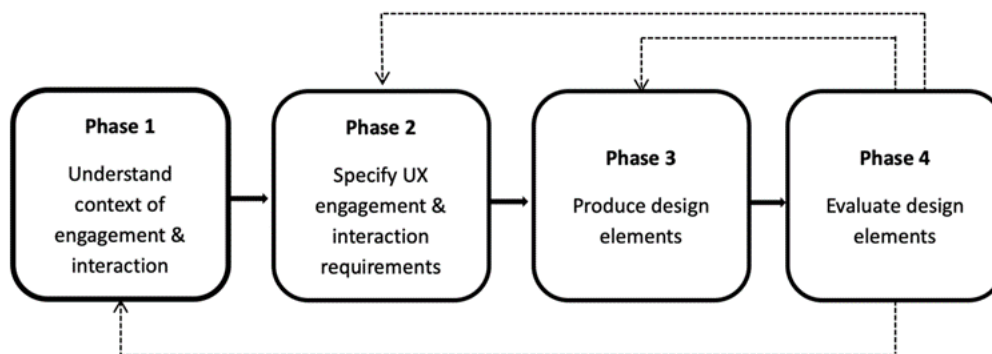 Phase 1
Understand
context of
engagement &
interaction
Phase 2
Specify UX
engagement &
interaction
requirements
Phase 3
Produce design
elements
Phase 4
Evaluate design
elements